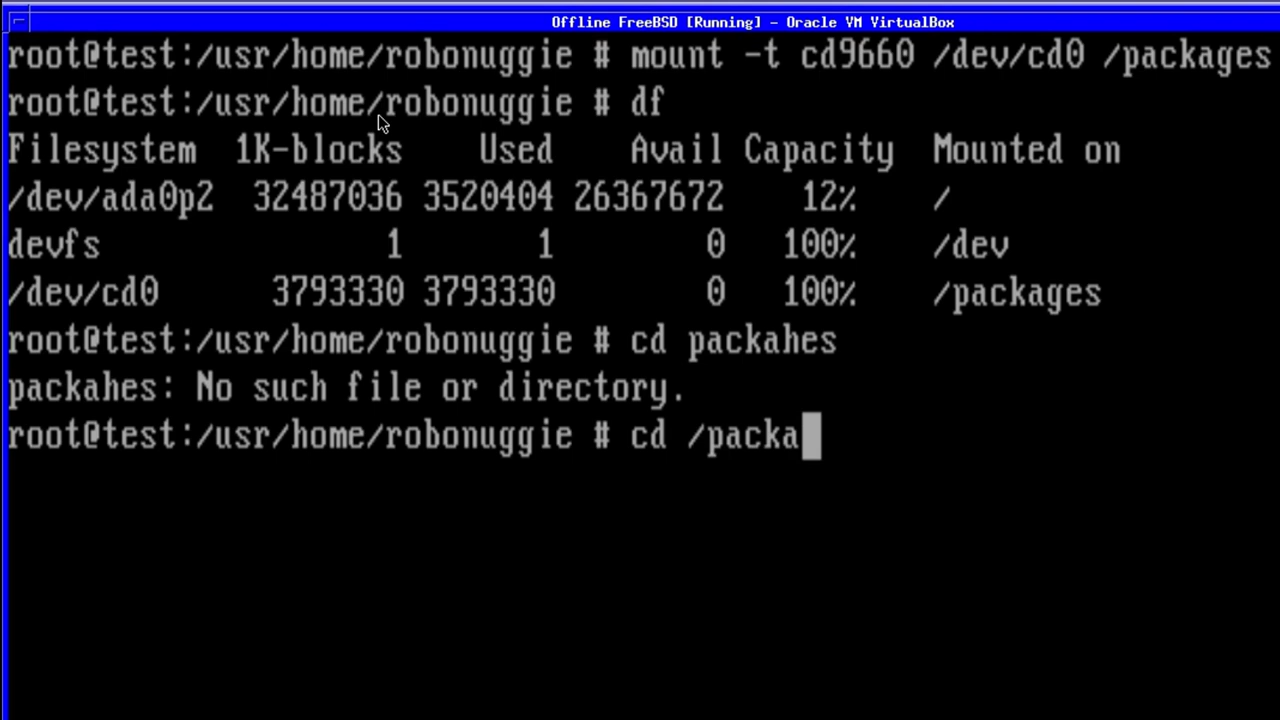 Offline FreeBSD [Running] - Oracle VM VirtualBox
root@test:/usr/home/robonuggie # mount -t cd9660 /dev/cd0 /packages
root@test:/usr/home/robonuggie # df
Filesystem 1K-blocks Used Avail Capacity Mounted on
/dev/ada0p2 32487036 3520404 26367672 12% /
devfs 1 1 0 100% /dev
/dev/cd0 3793330 3793330 0 100% /packages
root@test:/usr/home/robonuggie # cd packahes
packahes: No such file or directory.
root@test:/usr/home/robonuggie # cd /packa